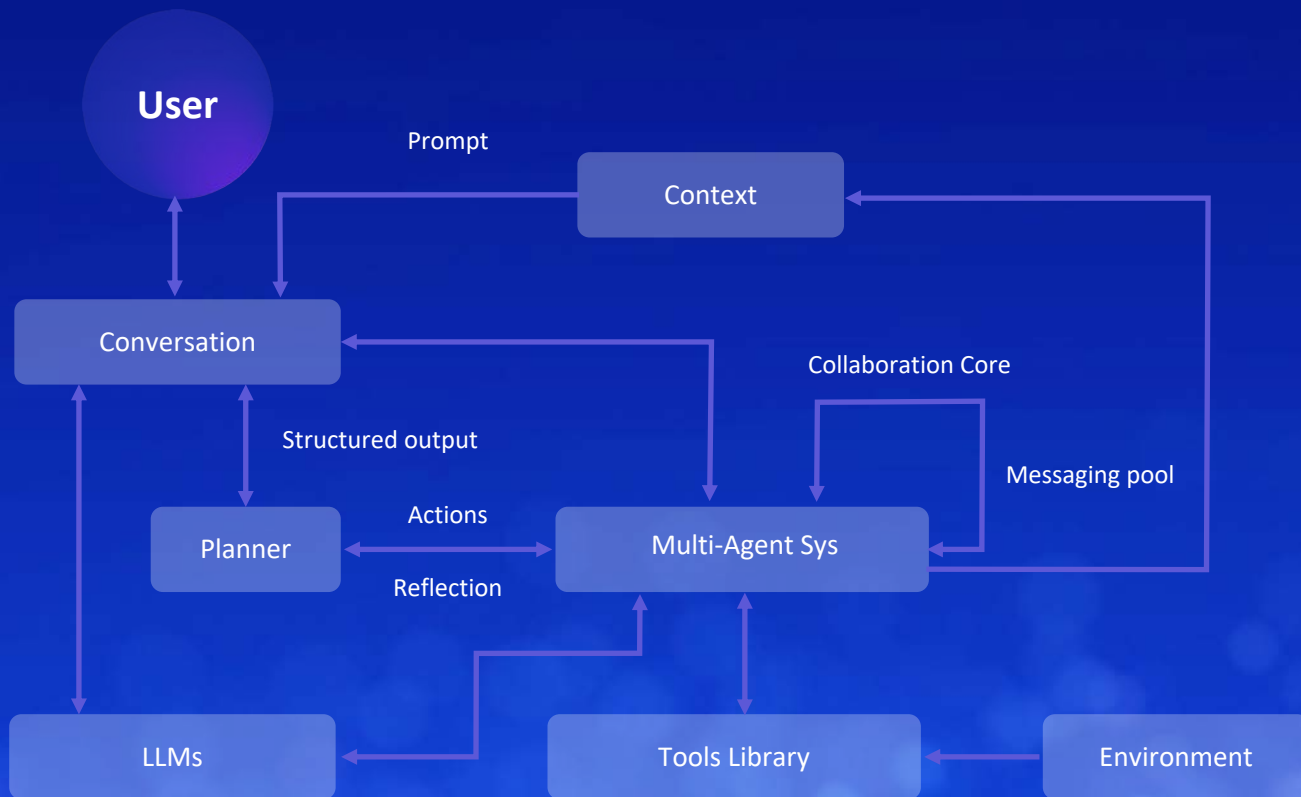 User
Prompt
Context
Conversation
Collaboration Core
Structured output
Messaging pool
Actions
Planner
Multi-Agent Sys
Reflection
LLMs
Tools Library
Environment